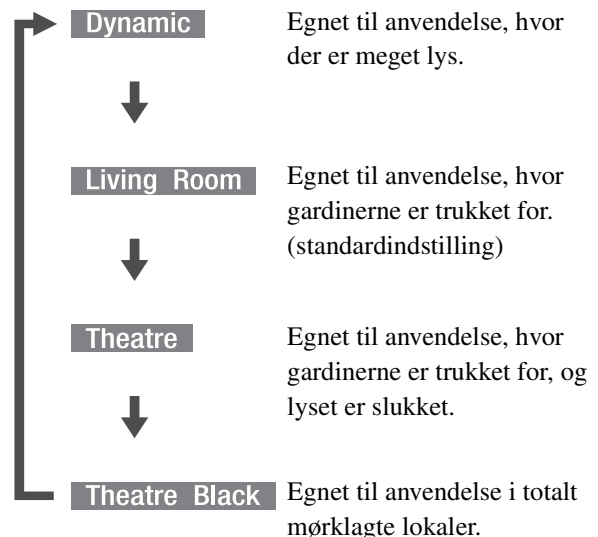 Dynamic
Egnet til anvendelse, hvor
der er meget lys.
Living Room
Egnet til anvendelse, hvor
gardinerne er trukket for.
(standardindstilling)
Theatre
Egnet til anvendelse, hvor
gardinerne er trukket for, og
lyset er slukket.
Theatre Black
Egnet til anvendelse i totalt
mørklagte lokaler.